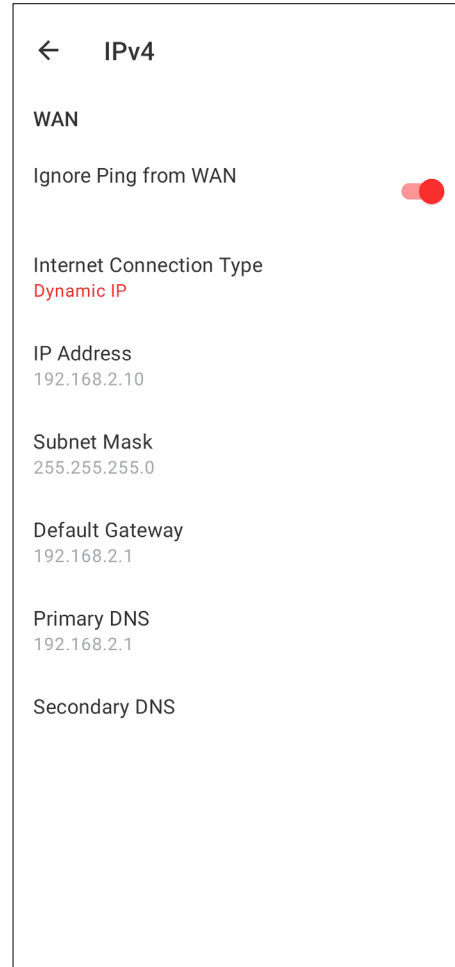 IPv4
WAN
Ignore Ping from WAN
Internet Connection Type
Dynamic IP
IP Address
192.168.2.10
Subnet Mask
255.255.255.0
Default Gateway
192.168.2.1
Primary DNS
192.168.2.1
Secondary DNS